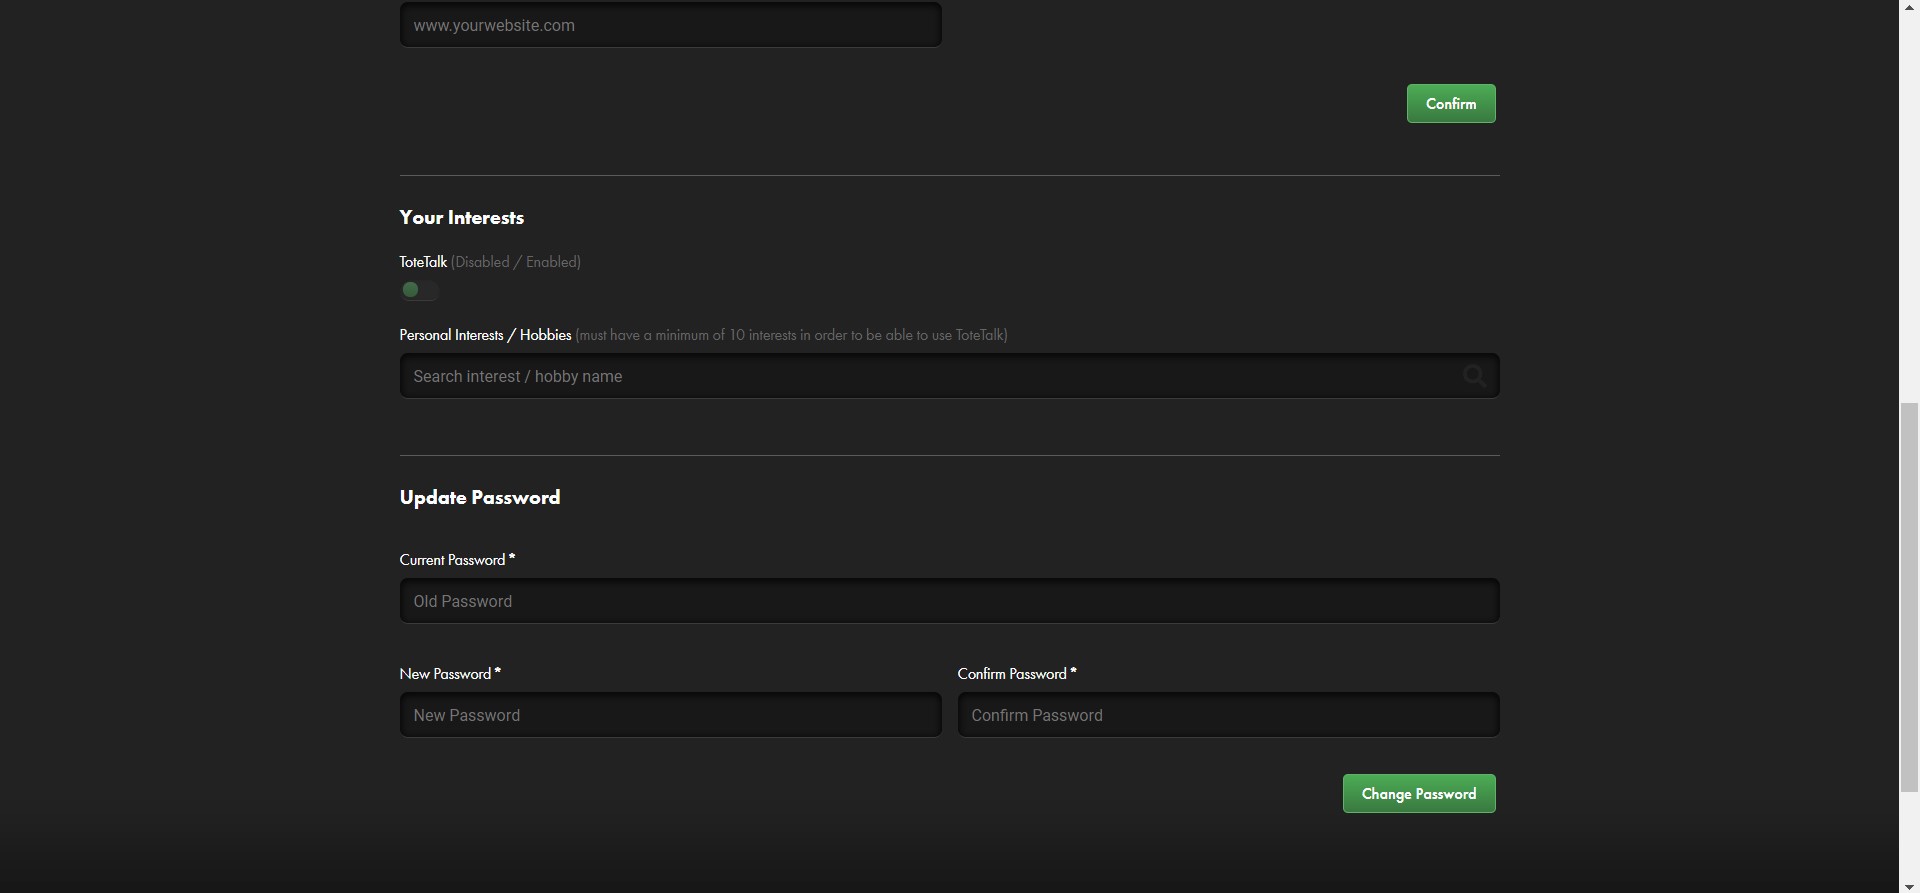 www.yourwebsite.com
Confirm
Your Interests
ToteTalk (Disabled / Enabled)
Personal Interests / Hobbies (must have a minimum of 10 interests in order to be able to use ToteTalk)
Search interest / hobby name
Update Password
Current Password *
Old Password
New Password *
Confirm Password *
New Password
Confirm Password
Change Password